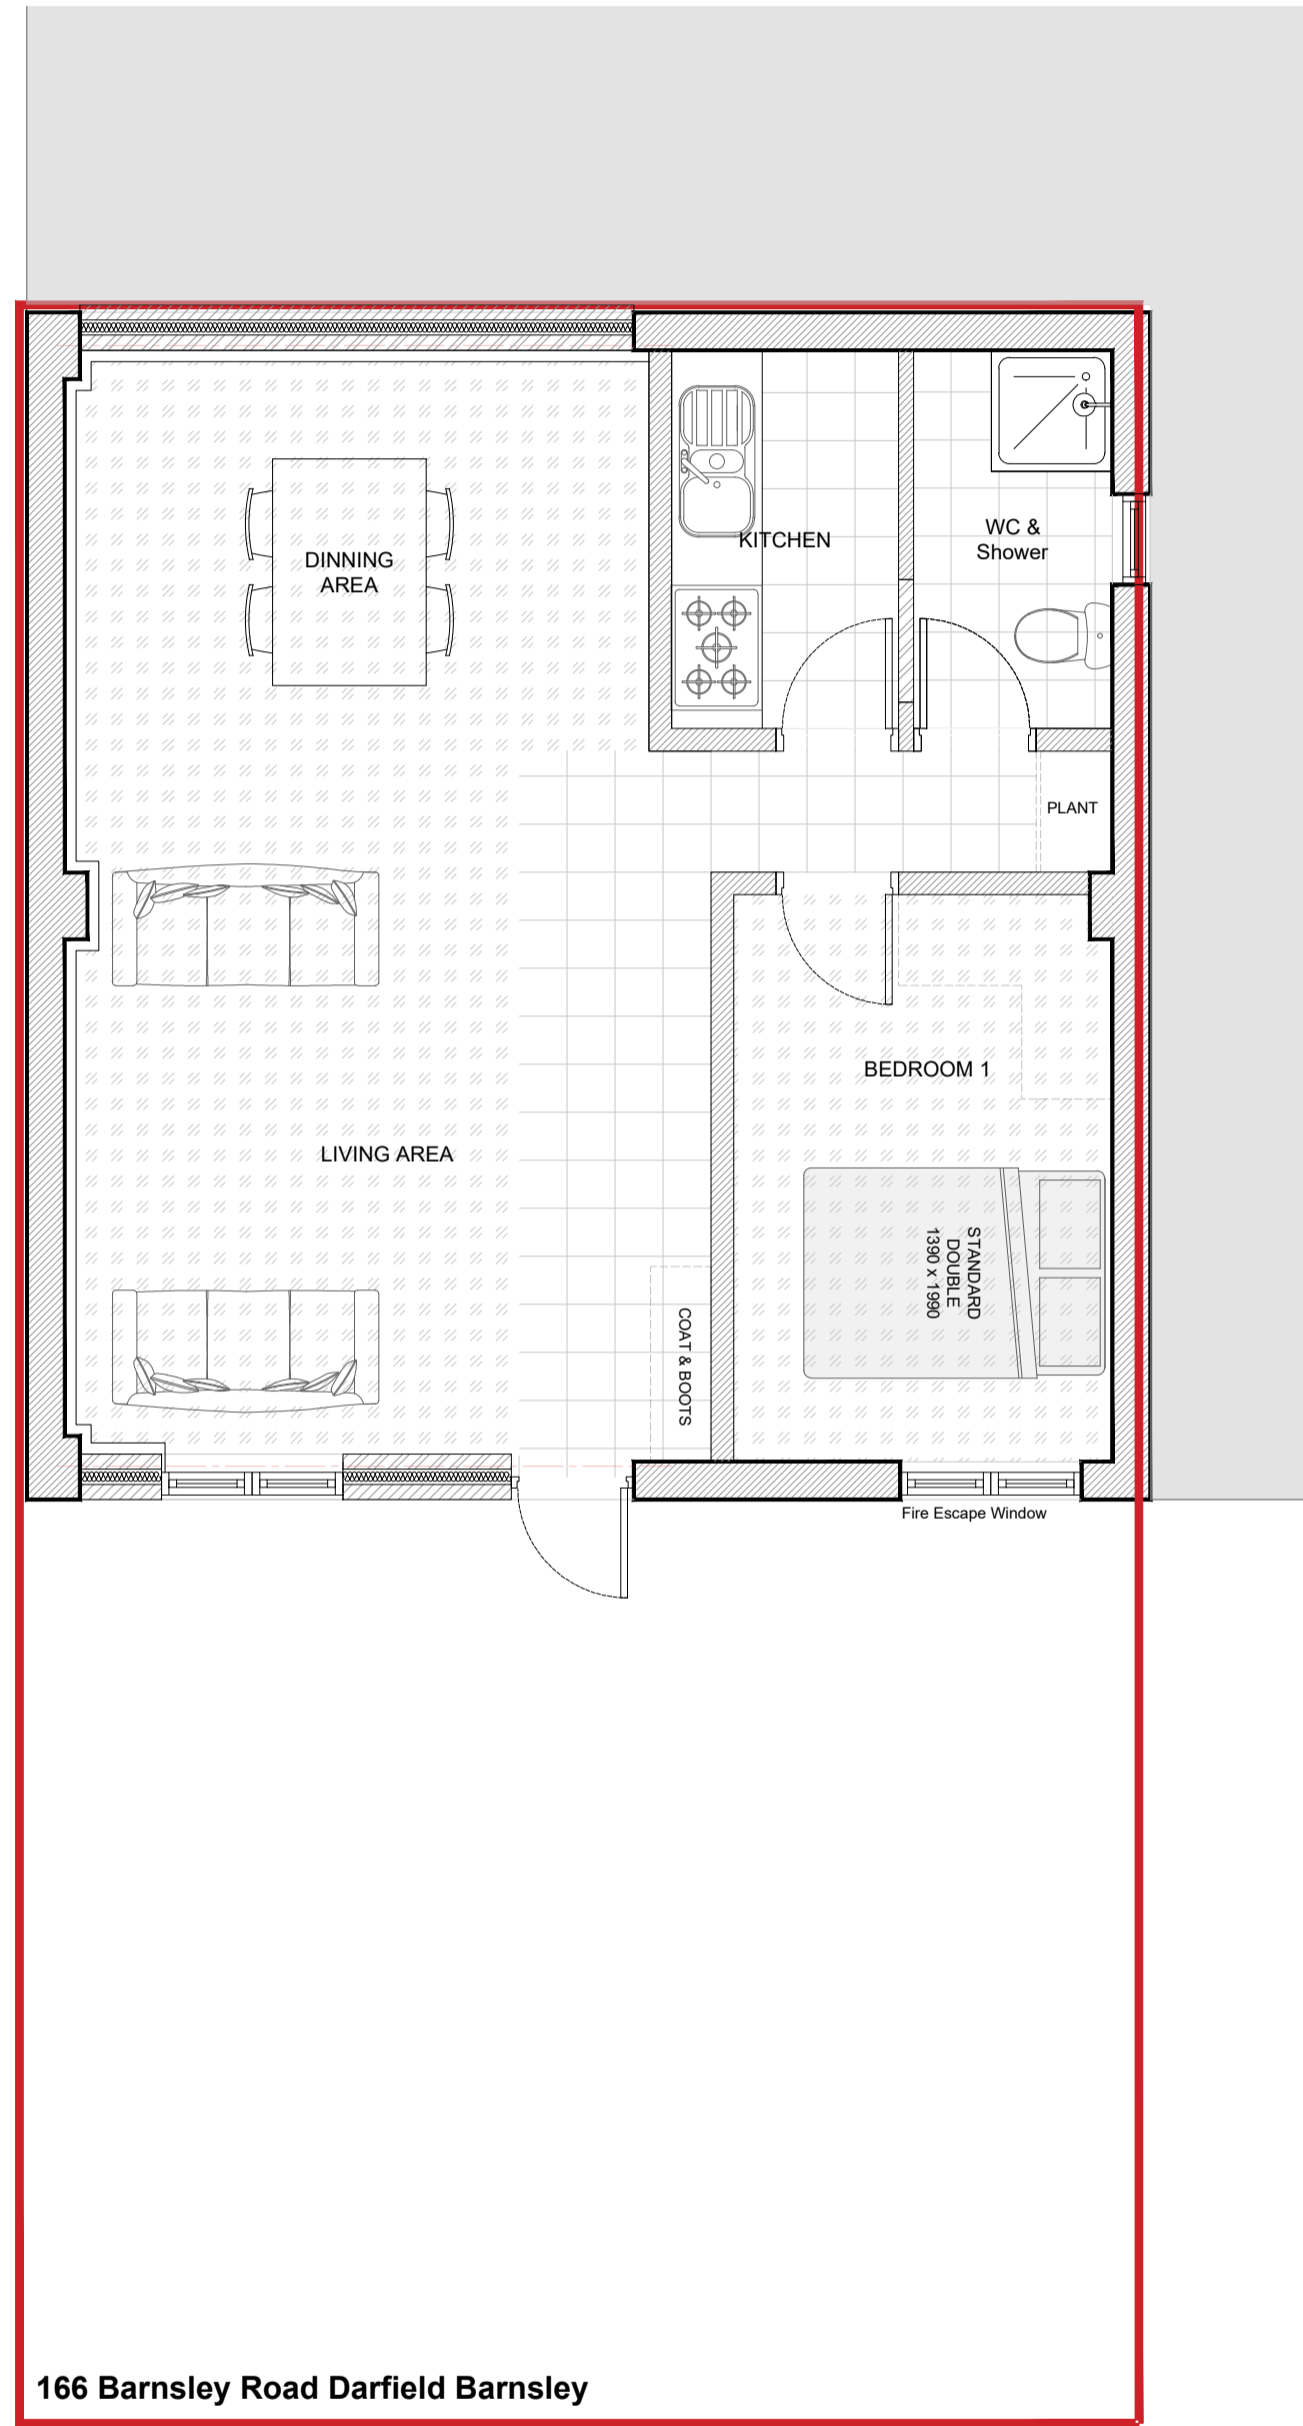 DINNING
AREA
KITCHEN
WC &
Shower
PLANT
BEDROOM 1
LIVING AREA
STANDARD
DOUBLE
1390 x 1990
COAT & BOOTS
Fire Escape Window
166 Barnsley Road Darfield Barnsley